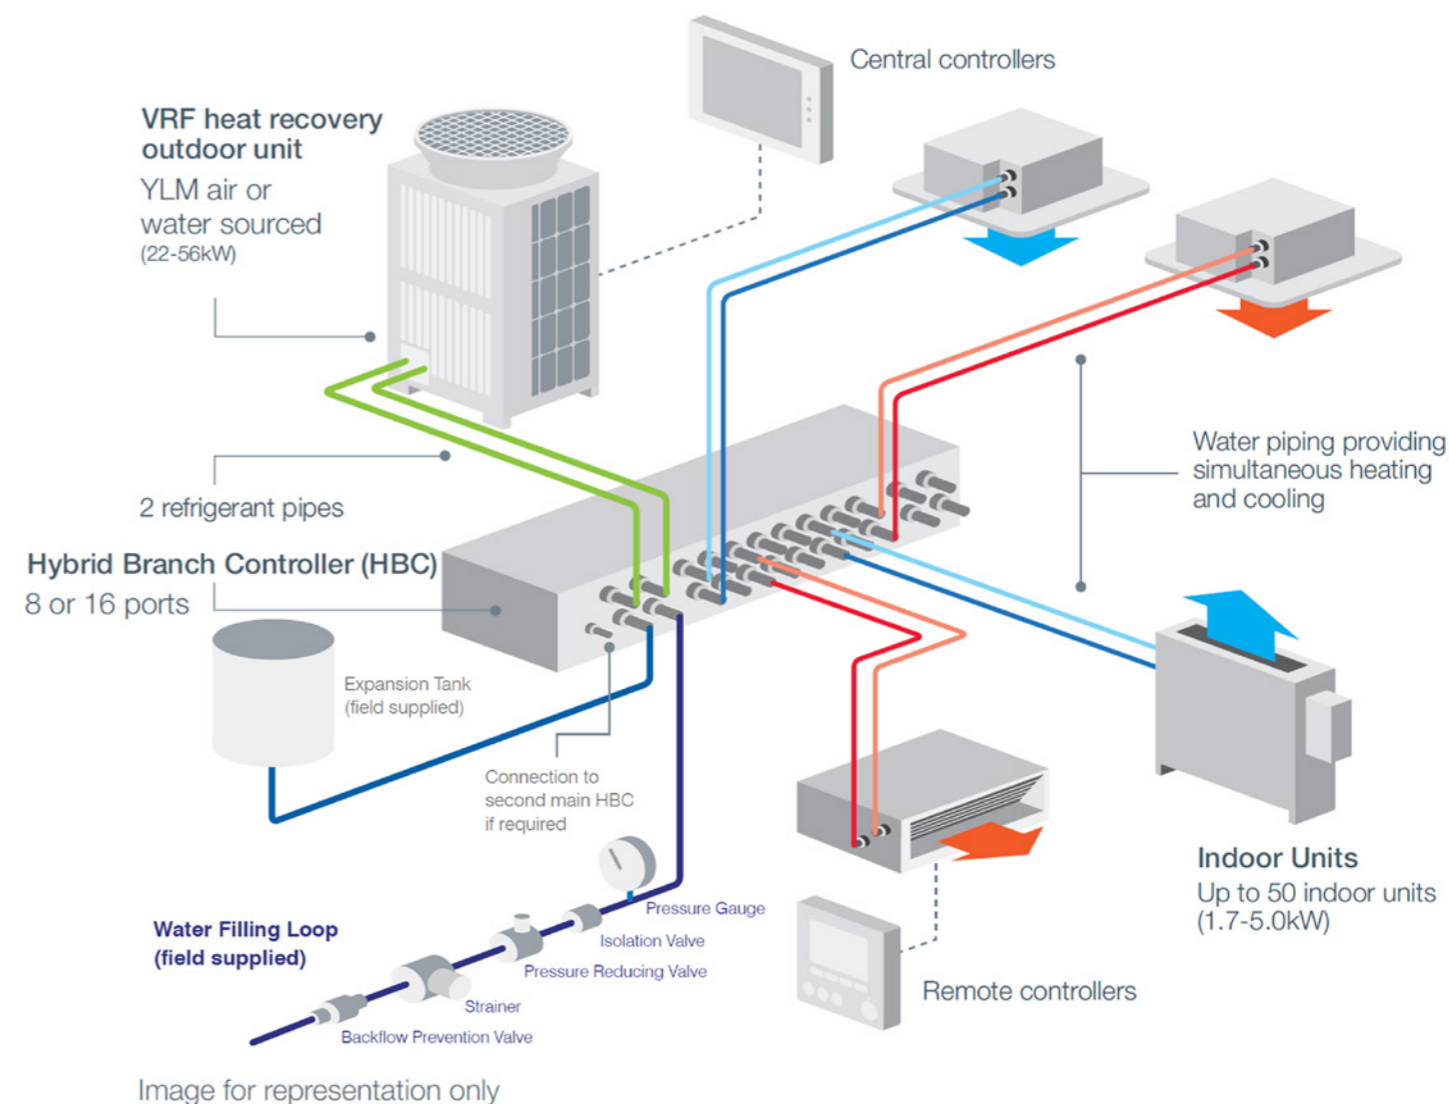 Central controllers
VRF heat recovery
outdoor unit
YLM air or
water sourced
(22-56kW)
2 refrigerant pipes
Hybrid Branch Controller (HBC)
8 or 16 ports
Water piping providing
simultaneous heating
and cooling
Expansion Tank
(field supplied)
Connection to
second main HBC
if required
Indoor Units
Up to 50 indoor units
(1.7-5.0kW)
Water Filling Loop
(field supplied)
Pressure Gauge
Isolation Valve
Pressure Reducing Valve
Strainer
Backflow Prevention Valve
Remote controllers
Image for representation only